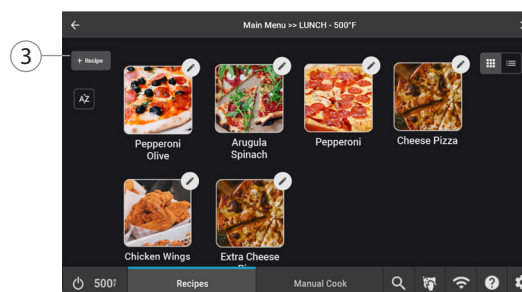 Main Menu >> LUNCH - 500°F
3
+ Recipe
AZ
Pepperoni
Olive
Arugula
Spinach
Pepperoni
Cheese Pizza
Chicken Wings
Extra Cheese
500°F
Recipes
Manual Cook